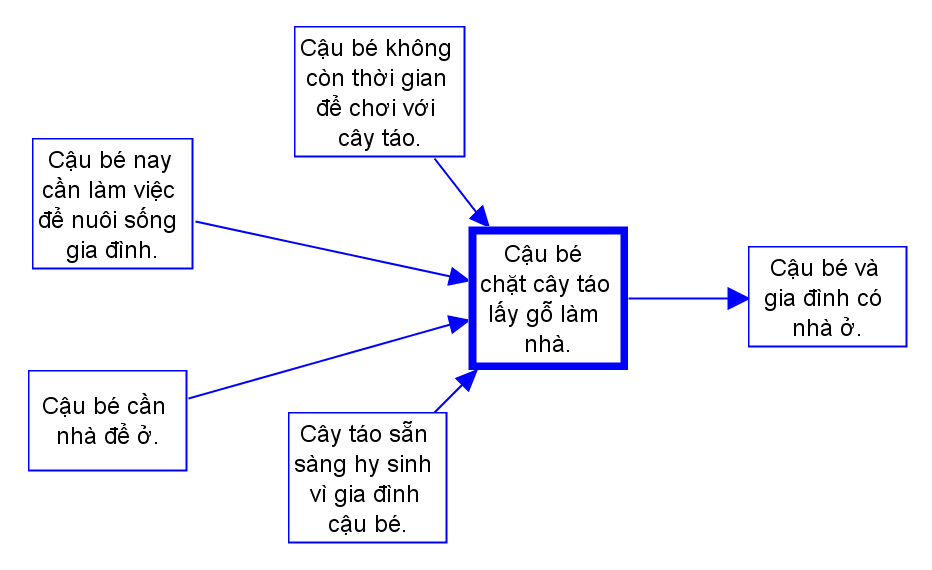 Cậu bé không
còn thời gian
để chơi với
cây táo.
Cậu bé nay
cần làm việc
để nuôi sống
gia đình.
Cậu bé
chặt cây táo
lấy gỗ làm
nhà.
Cậu bé và
gia đình có
nhà ở.
Cậu bé cần
nhà để ở.
Cây táo sẵn
sàng hy sinh
vì gia đình
cậu bé.